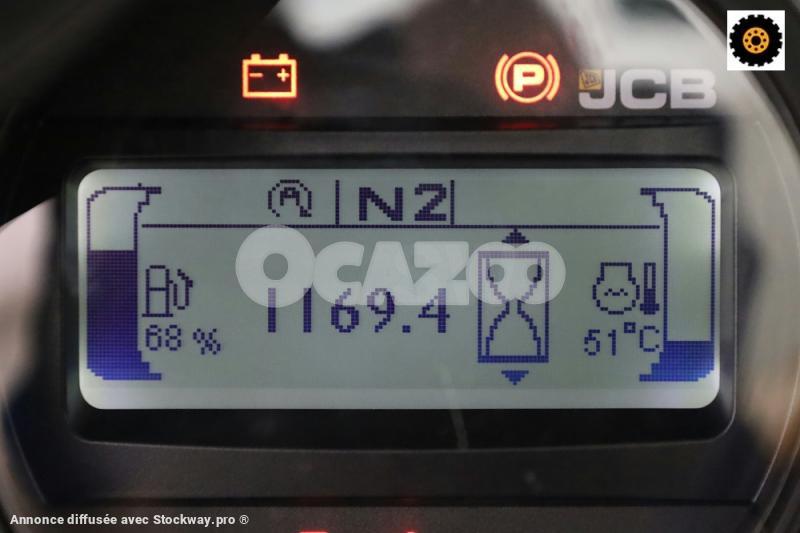 P
JCB
A N2
OCAZOO
1169.4
68 %
51°C
Annonce diffusée avec Stockway.pro ®